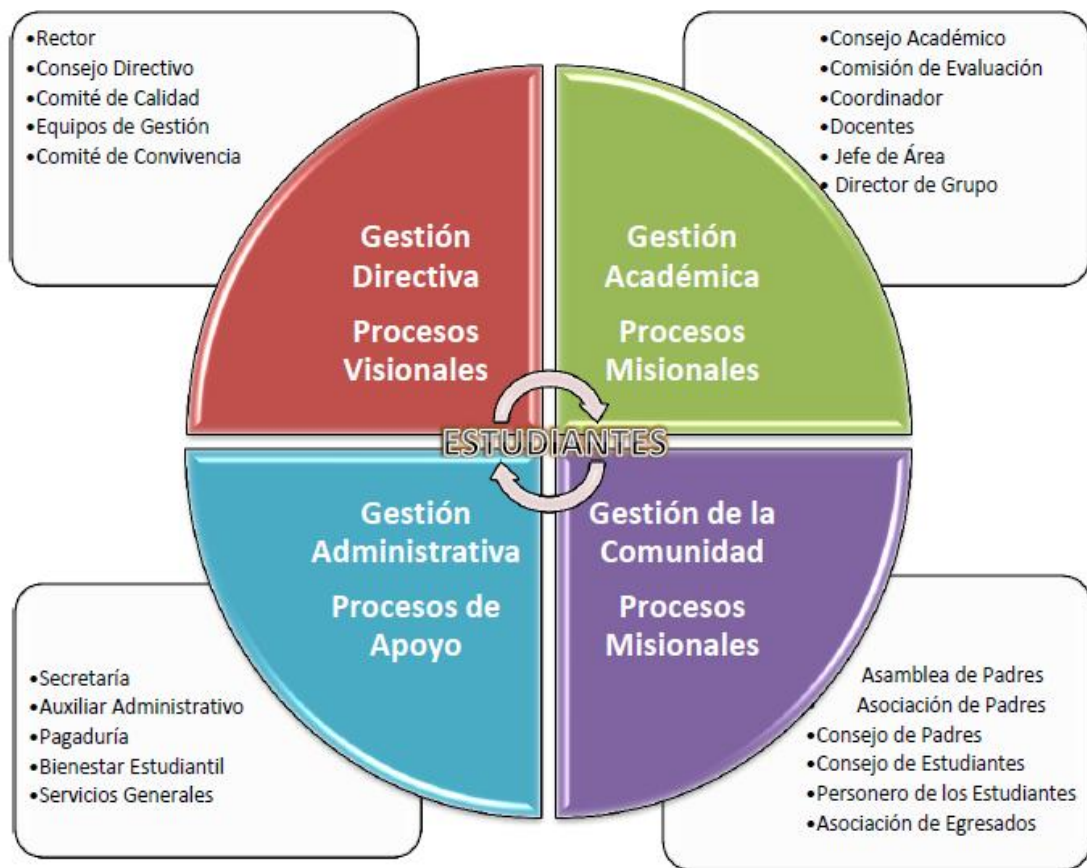 •Rector
•Consejo Directivo
•Comité de Calidad
•Equipos de Gestión
•Comité de Convivencia
•Consejo Académico
•Comisión de Evaluación
•Coordinador
•Docentes
• Jefe de Área
• Director de Grupo
Gestión
Directiva
Procesos
Visionales
Gestión
Académica
Procesos
Misionales
ESTUDIANTES
Gestión
Administrativa
Procesos de
Apoyo
Gestión de la
Comunidad
Procesos
Misionales
•Secretaría
•Auxiliar Administrativo
•Pagaduría
•Bienestar Estudiantil
•Servicios Generales
Asamblea de Padres
Asociación de Padres
•Consejo de Padres
•Consejo de Estudiantes
•Personero de los Estudiantes
•Asociación de Egresados